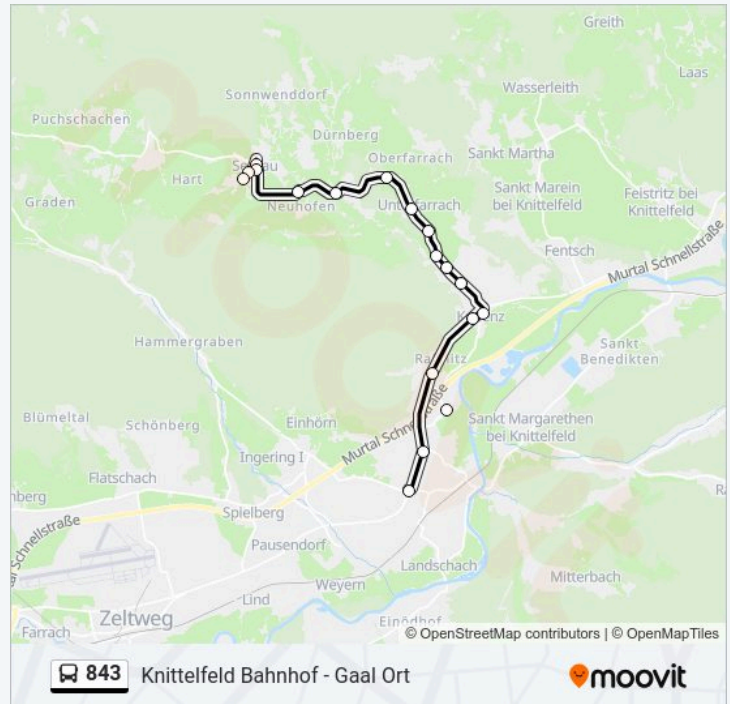 Greith
Laas
Wasserleith
Sonnwenddorf
Puchschachen
Dürnberg
Oberfarrach
Sankt Martha
Hart
Sankt Marein
bei Knittelfeld
Feistritz bei
Knittelfeld
Gräden
Neuhofen
Fentsch
Murtal Schnellstraße
Hammergraben
Sankt
Benedikten
Blümeltal
Schönberg
Einhörn
Sankt Margarethen
bei Knittelfeld
Murtal
Ingering I
Flatschach
Spielberg
Pausendorf
Landschach
Weyern
Mitterbach
Lind
Zeltweg
Einödhof
Farrach
© OpenStreetMap contributors | © OpenMapTiles
843 Knittelfeld Bahnhof - Gaal Ort
moovit